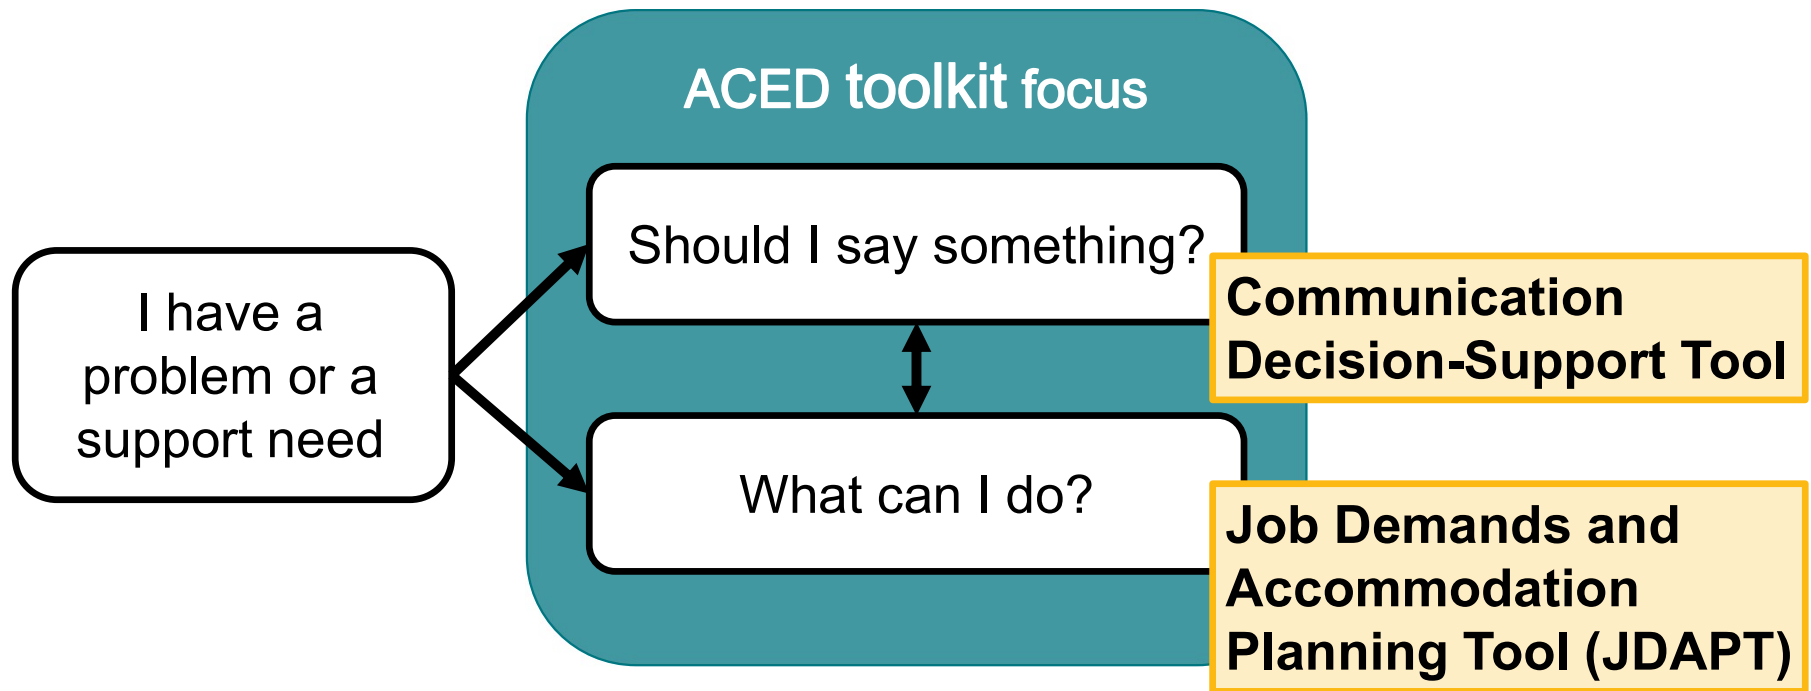 ACED toolkit focus
Should I say something?
I have a
problem or a
support need
Communication
Decision-Support Tool
What can I do?
Job Demands and
Accommodation
Planning Tool (JDAPT)